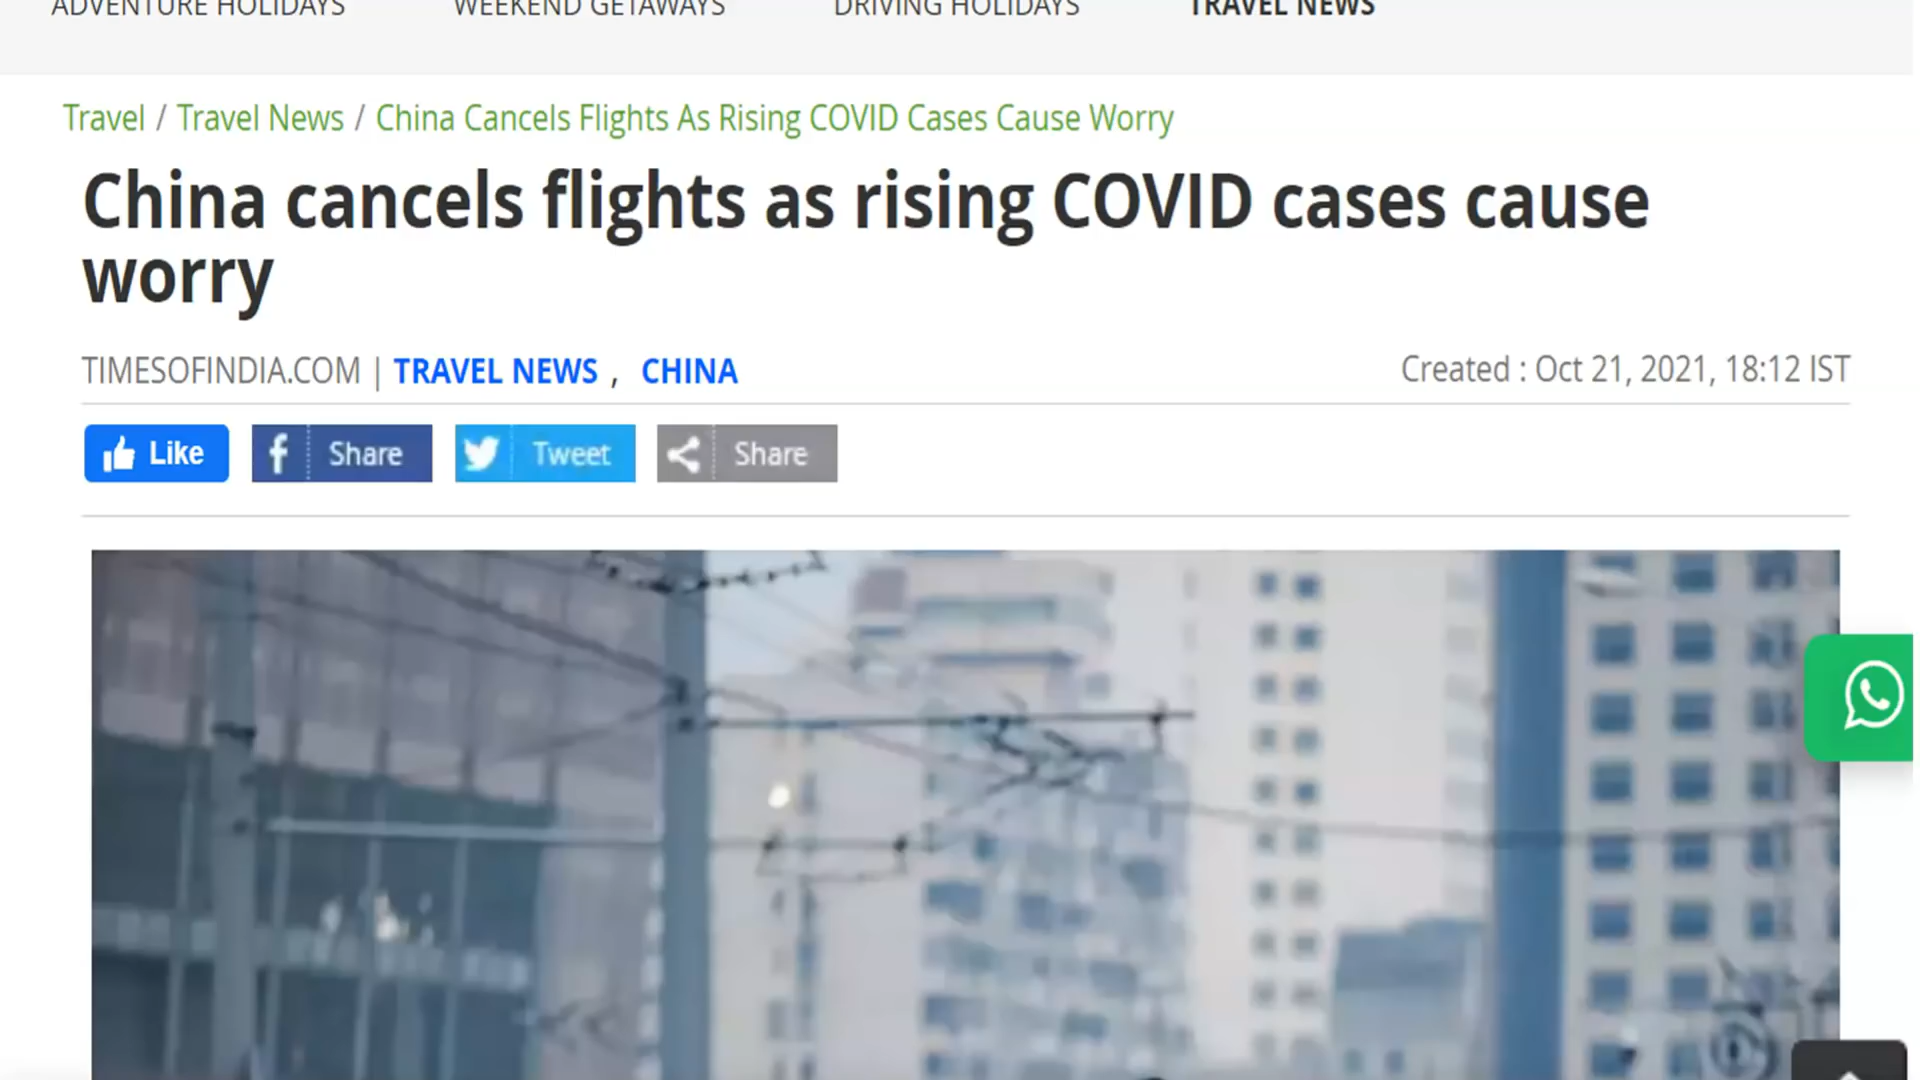 ADVENTURE HOLIDAYS WEEKEND GETAWAYS DRIVING HOLIDAYS TRAVEL NEWS
Travel / Travel News / China Cancels Flights As Rising COVID Cases Cause Worry
China cancels flights as rising COVID cases cause
worry
TIMESOFINDIA.COM | TRAVEL NEWS , CHINA Created : Oct 21, 2021, 18:12 IST
Like Share Tweet Share